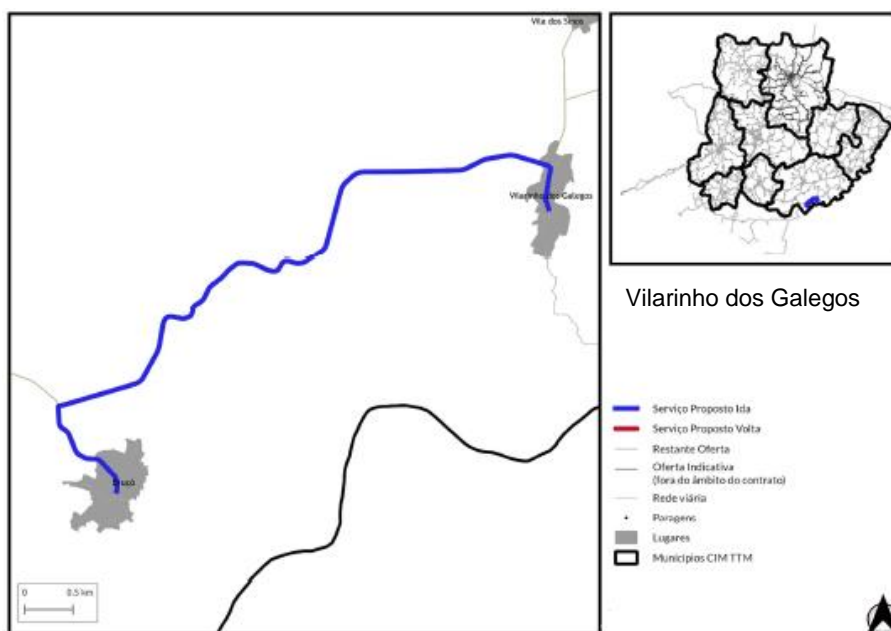 Vila dos Sinos
Vilarinho dos Galegos
Bruçó
0 0.5 km
Vilarinho dos Galegos
Serviço Proposto Ida
Serviço Proposto Volta
Restante Oferta
Oferta Indicativa
(fora do âmbito do contrato)
Rede viária
Paragens
Lugares
Municípios CIM TTM